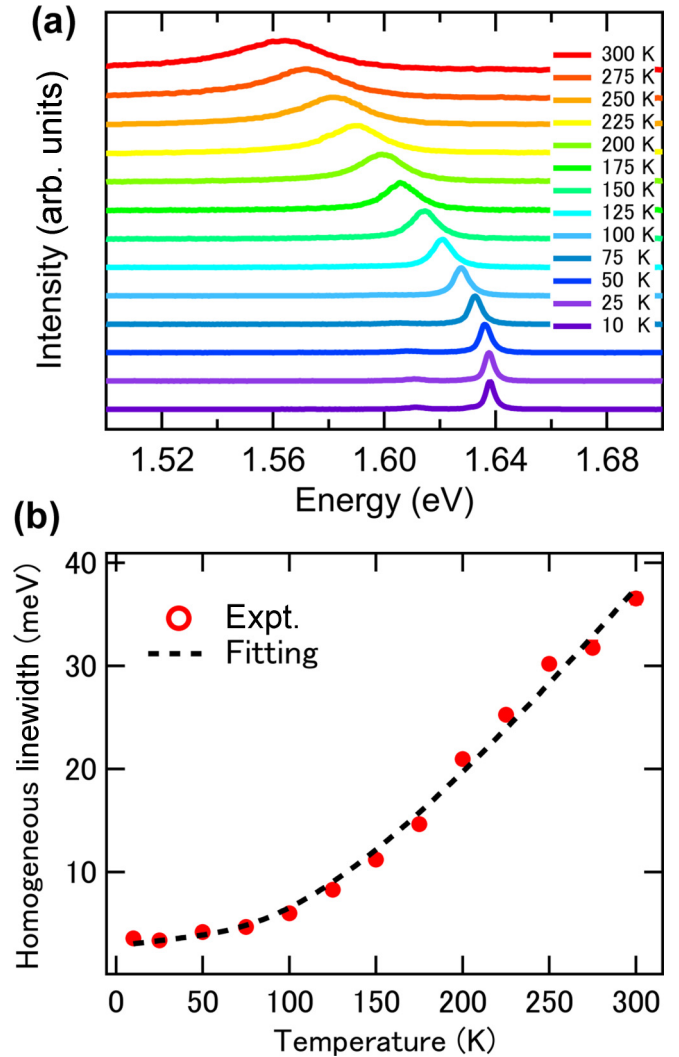 (a)
Intensity (arb. units)
300 K
275 K
250 K
225 K
200 K
175 K
150 K
125 K
100 K
75 K
50 K
25 K
10 K
1.52 1.56 1.60 1.64 1.68
Energy (eV)
(b)
Homogeneous linewidth (meV)
40
30
20
10
Expt.
Fitting
0 50 100 150 200 250 300
Temperature (K)